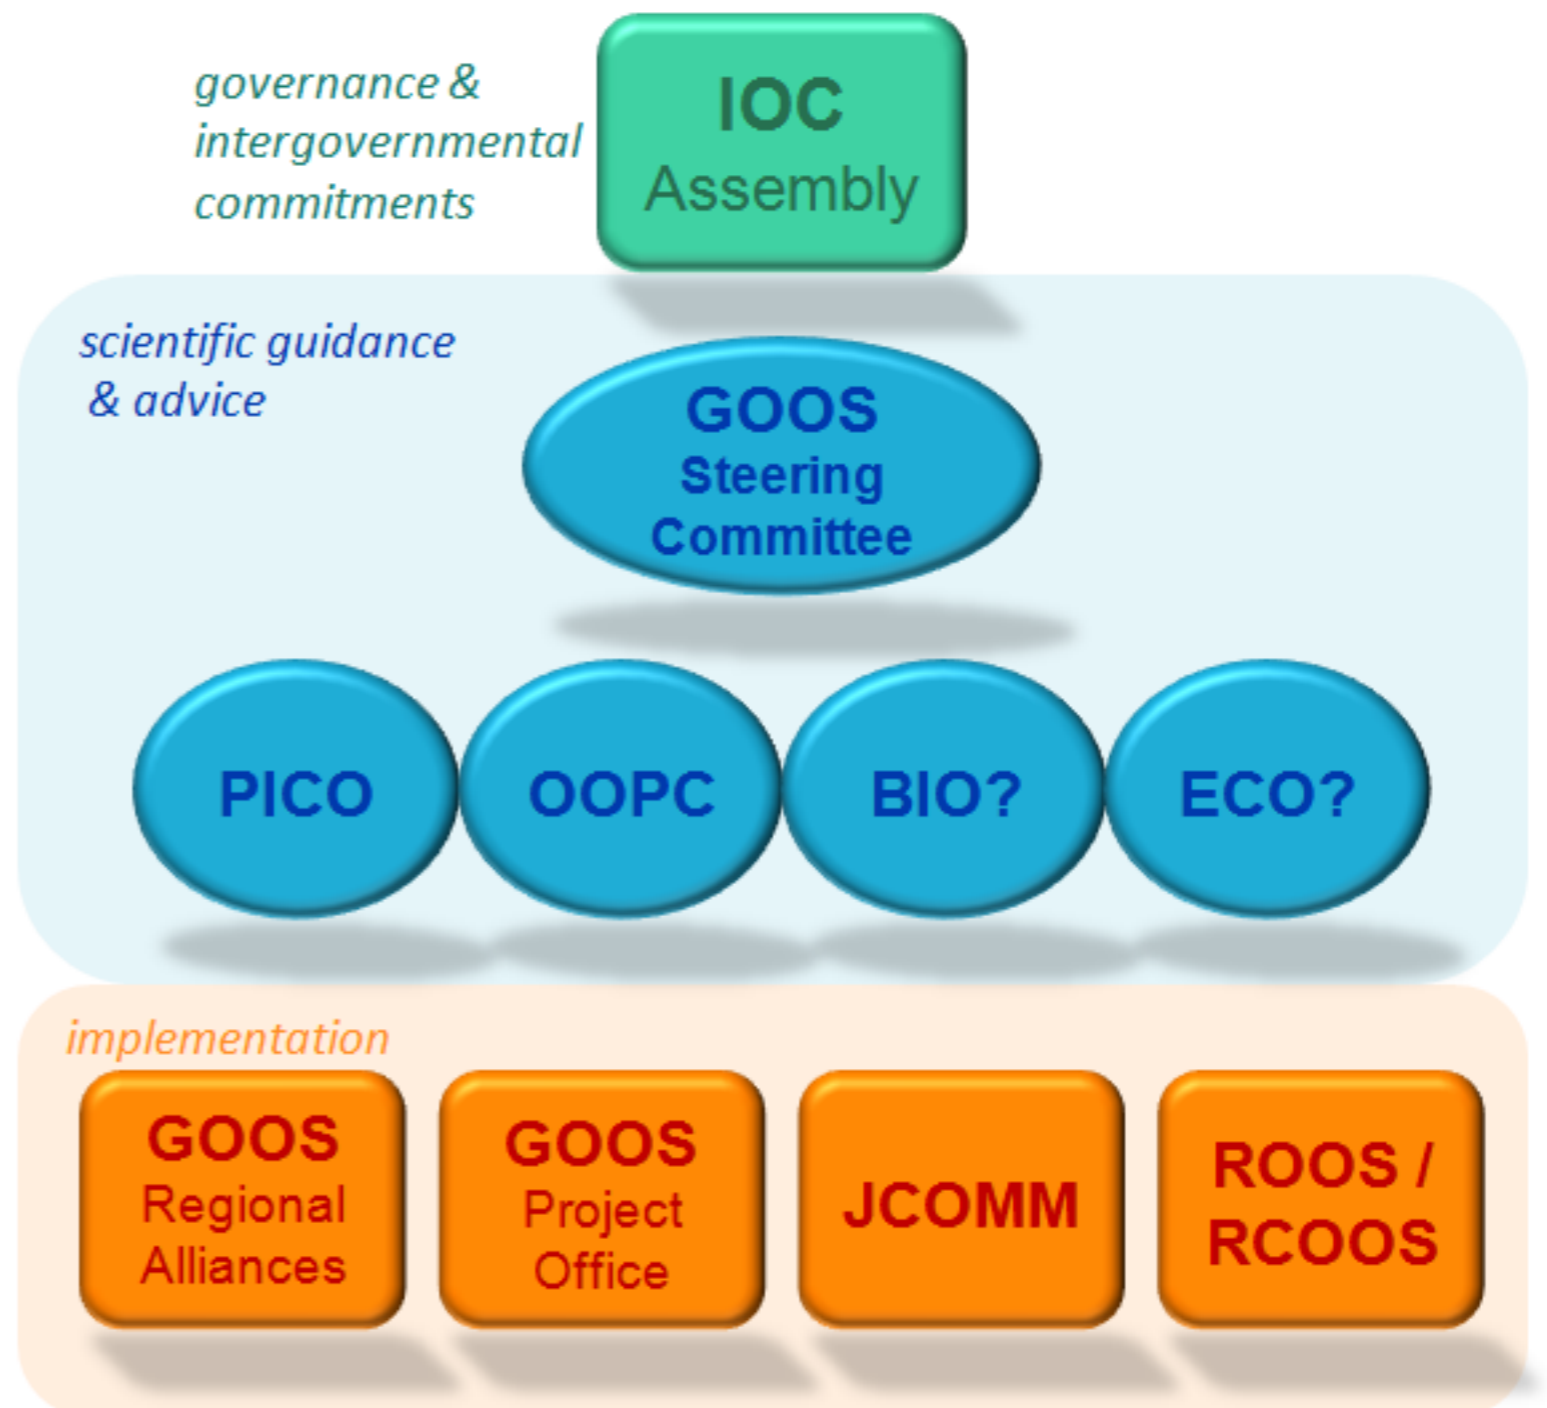 governance &
intergovernmental
commitments
IOC
Assembly
scientific guidance
& advice
GOOS
Steering
Committee
PICO
OOPC
BIO?
ECO?
implementation
GOOS
Regional
Alliances
GOOS
Project
Office
JCOMM
ROOS /
RCOOS